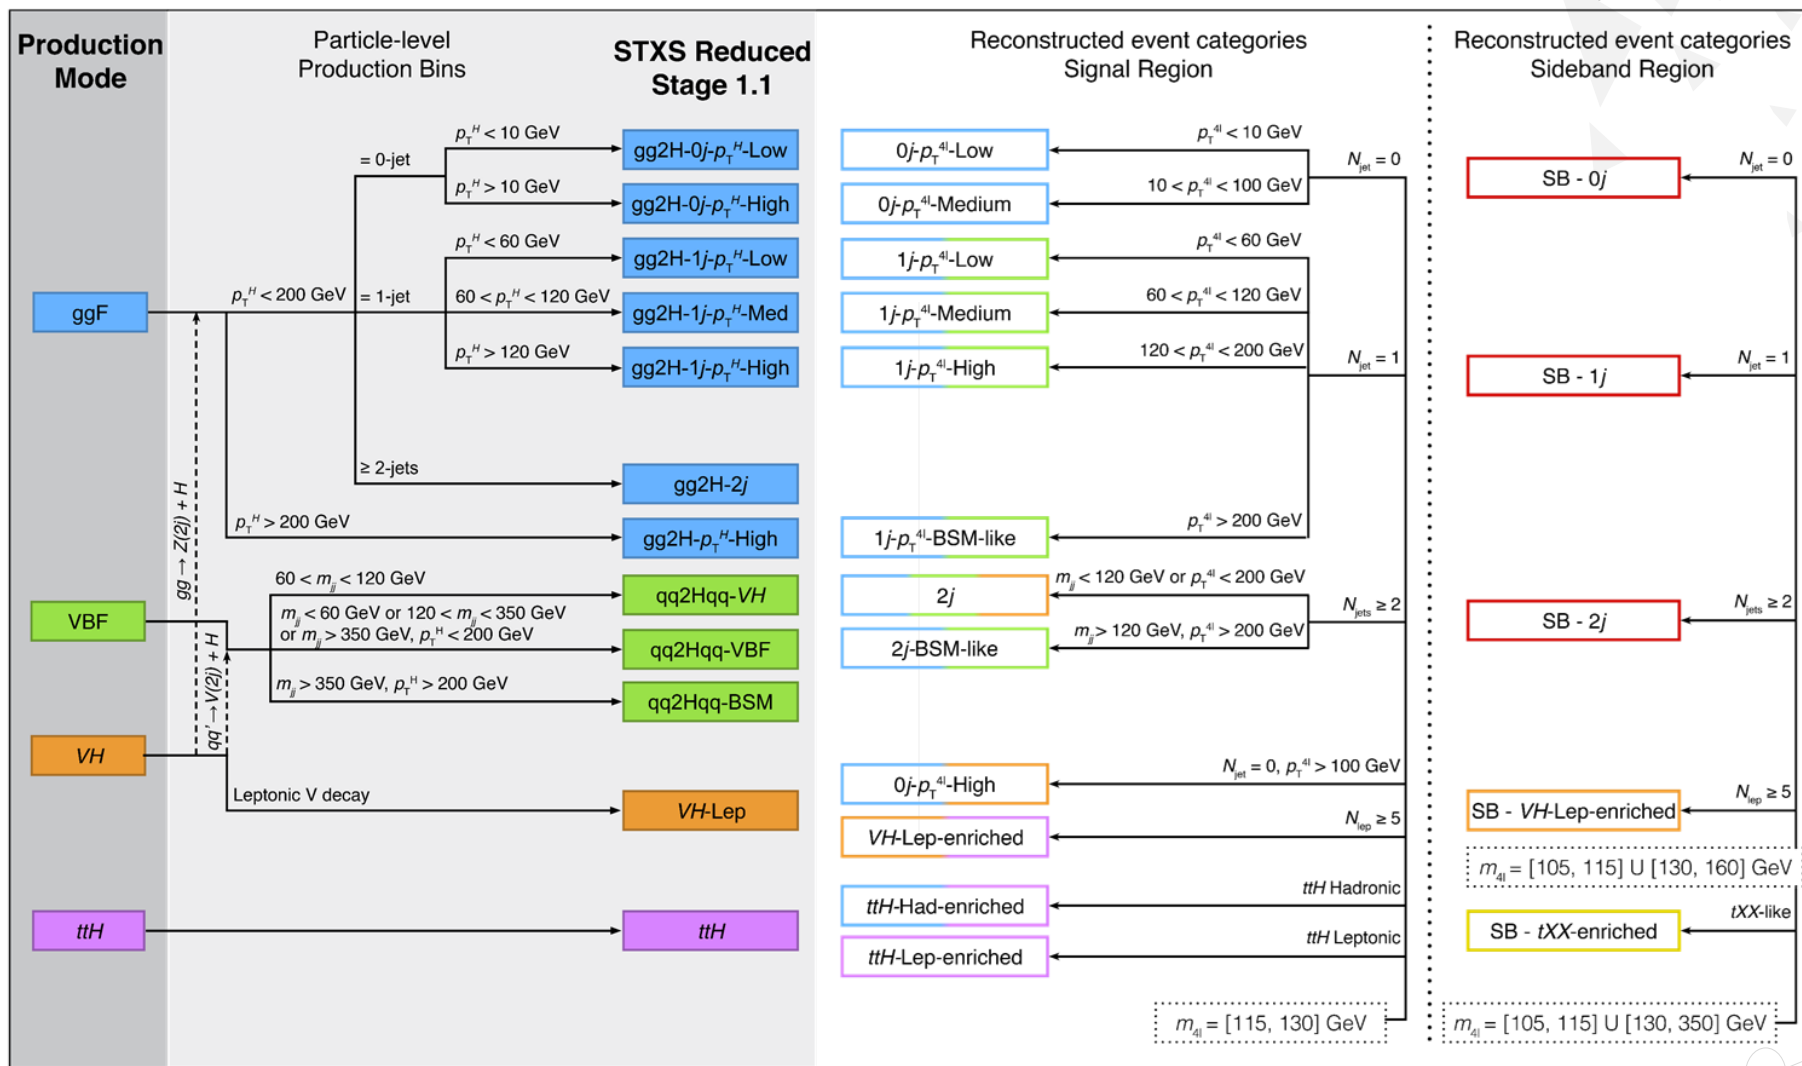 Production
Mode
Particle-level
Production Bins
STXS Reduced
Stage 1.1
Reconstructed event categories
Signal Region
Reconstructed event categories
Sideband Region
ggF
VBF
VH
ttH
gg → Z(2j) + H
qq' → V(2j) + H
p_T^H < 200 GeV
p_T^H > 200 GeV
= 0-jet
= 1-jet
≥ 2-jets
p_T^H < 10 GeV
p_T^H > 10 GeV
p_T^H < 60 GeV
60 < p_T^H < 120 GeV
p_T^H > 120 GeV
60 < m_jj < 120 GeV
m_jj < 60 GeV or 120 < m_jj < 350 GeV
or m_jj > 350 GeV, p_T^H < 200 GeV
m_jj > 350 GeV, p_T^H > 200 GeV
Leptonic V decay
gg2H-0j-p_T^H-Low
gg2H-0j-p_T^H-High
gg2H-1j-p_T^H-Low
gg2H-1j-p_T^H-Med
gg2H-1j-p_T^H-High
gg2H-2j
gg2H-p_T^H-High
qq2Hqq-VH
qq2Hqq-VBF
qq2Hqq-BSM
VH-Lep
ttH
0j-p_T^4l-Low
0j-p_T^4l-Medium
1j-p_T^4l-Low
1j-p_T^4l-Medium
1j-p_T^4l-High
1j-p_T^4l-BSM-like
2j
2j-BSM-like
0j-p_T^4l-High
VH-Lep-enriched
ttH-Had-enriched
ttH-Lep-enriched
p_T^4l < 10 GeV
10 < p_T^4l < 100 GeV
p_T^4l < 60 GeV
60 < p_T^4l < 120 GeV
120 < p_T^4l < 200 GeV
p_T^4l > 200 GeV
m_jj < 120 GeV or p_T^4l < 200 GeV
m_jj > 120 GeV, p_T^4l > 200 GeV
N_jet = 0
N_jet = 1
N_jets ≥ 2
N_jet = 0, p_T^4l > 100 GeV
N_lep ≥ 5
ttH Hadronic
ttH Leptonic
m_4l = [115, 130] GeV
SB - 0j
N_jet = 0
SB - 1j
N_jet = 1
SB - 2j
N_jets ≥ 2
SB - VH-Lep-enriched
N_lep ≥ 5
m_4l = [105, 115] U [130, 160] GeV
SB - tXX-enriched
tXX-like
m_4l = [105, 115] U [130, 350] GeV